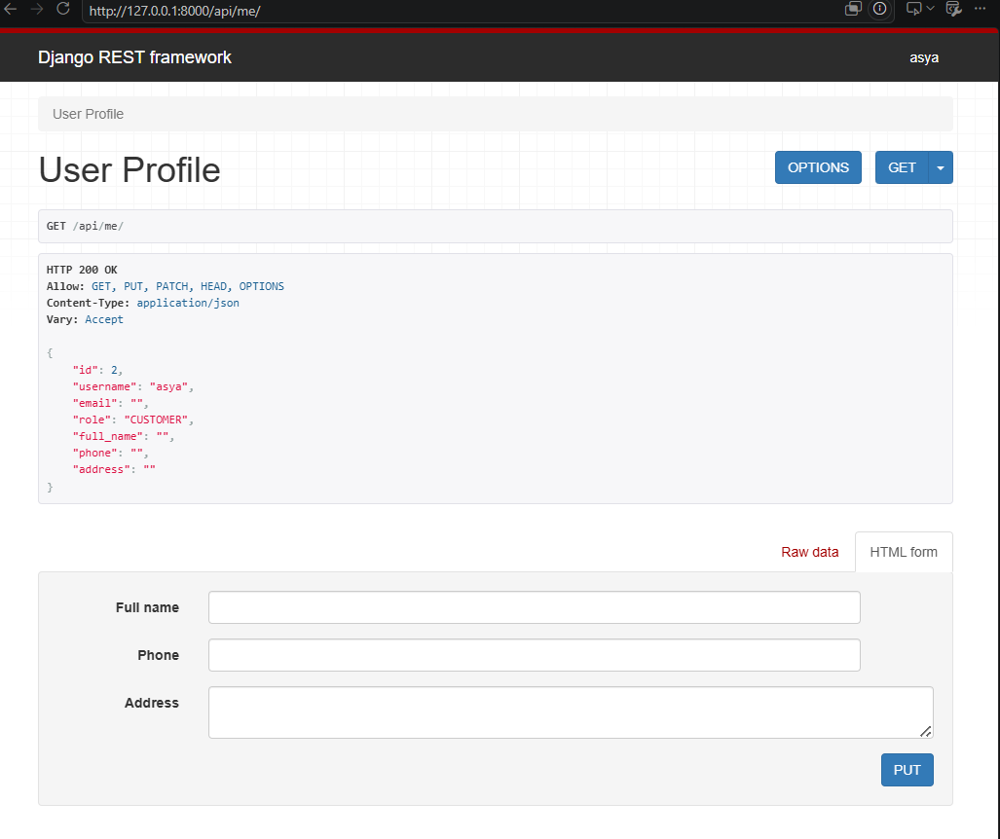 http://127.0.0.1:8000/api/me/
Django REST framework
asya
User Profile
User Profile
OPTIONS
GET
GET /api/me/
HTTP 200 OK
Allow: GET, PUT, PATCH, HEAD, OPTIONS
Content-Type: application/json
Vary: Accept
{
    "id": 2,
    "username": "asya",
    "email": "",
    "role": "CUSTOMER",
    "full_name": "",
    "phone": "",
    "address": ""
}
Raw data
HTML form
Full name
Phone
Address
PUT